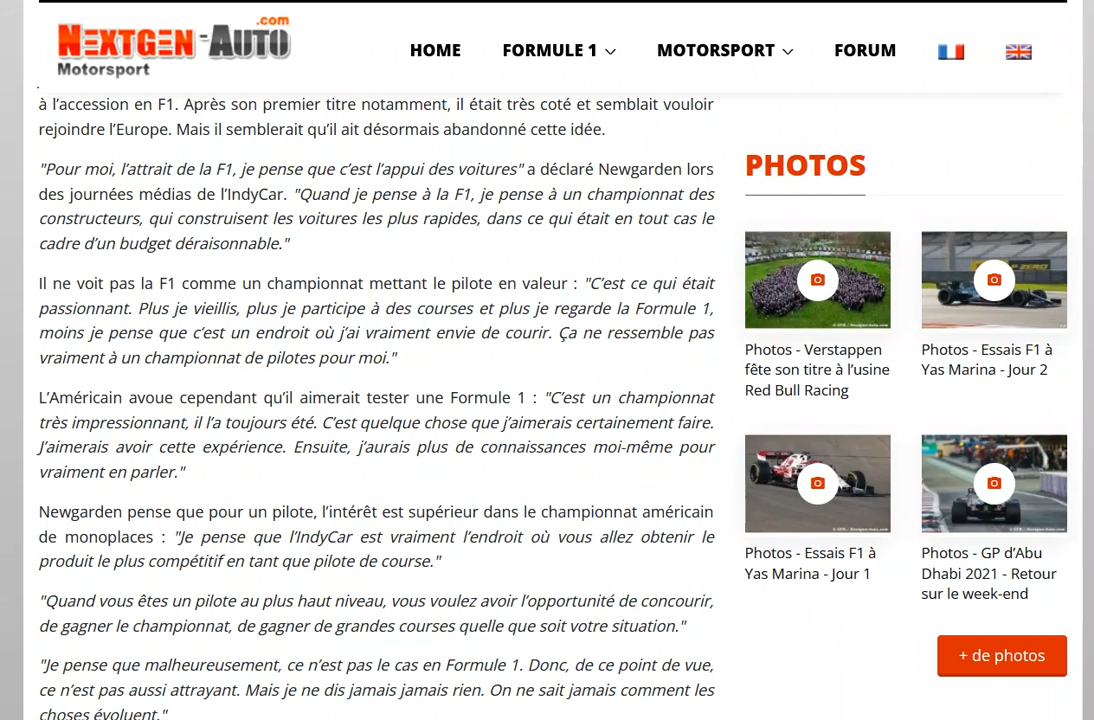 NEXTGEN-AUTO.com
Motorsport
HOME
FORMULE 1
MOTORSPORT
FORUM
à l’accession en F1. Après son premier titre notamment, il était très coté et semblait vouloir
rejoindre l’Europe. Mais il semblerait qu’il ait désormais abandonné cette idée.
"Pour moi, l’attrait de la F1, je pense que c’est l’appui des voitures" a déclaré Newgarden lors
des journées médias de l’IndyCar. "Quand je pense à la F1, je pense à un championnat des
constructeurs, qui construisent les voitures les plus rapides, dans ce qui était en tout cas le
cadre d’un budget déraisonnable."
Il ne voit pas la F1 comme un championnat mettant le pilote en valeur : "C’est ce qui était
passionnant. Plus je vieillis, plus je participe à des courses et plus je regarde la Formule 1,
moins je pense que c’est un endroit où j’ai vraiment envie de courir. Ça ne ressemble pas
vraiment à un championnat de pilotes pour moi."
L’Américain avoue cependant qu’il aimerait tester une Formule 1 : "C’est un championnat
très impressionnant, il l’a toujours été. C’est quelque chose que j’aimerais certainement faire.
J’aimerais avoir cette expérience. Ensuite, j’aurais plus de connaissances moi-même pour
vraiment en parler."
Newgarden pense que pour un pilote, l’intérêt est supérieur dans le championnat américain
de monoplaces : "Je pense que l’IndyCar est vraiment l’endroit où vous allez obtenir le
produit le plus compétitif en tant que pilote de course."
"Quand vous êtes un pilote au plus haut niveau, vous voulez avoir l’opportunité de concourir,
de gagner le championnat, de gagner de grandes courses quelle que soit votre situation."
"Je pense que malheureusement, ce n’est pas le cas en Formule 1. Donc, de ce point de vue,
ce n’est pas aussi attrayant. Mais je ne dis jamais jamais rien. On ne sait jamais comment les
choses évoluent."
PHOTOS
Photos - Verstappen
fête son titre à l’usine
Red Bull Racing
P ZERO
Photos - Essais F1 à
Yas Marina - Jour 2
Photos - Essais F1 à
Yas Marina - Jour 1
Photos - GP d’Abu
Dhabi 2021 - Retour
sur le week-end
+ de photos